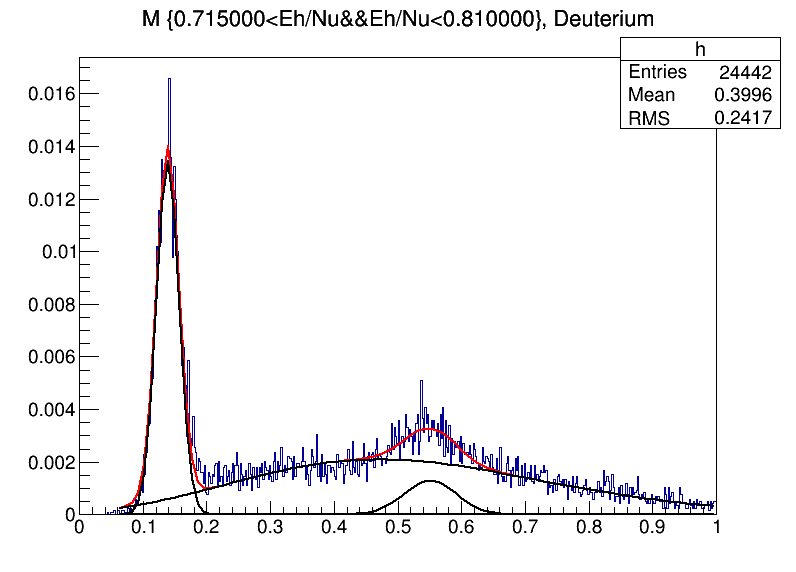 M {0.715000<Eh/Nu&&Eh/Nu<0.810000}, Deuterium
h
Entries 24442
Mean 0.3996
RMS 0.2417
0.016
0.014
0.012
0.01
0.008
0.006
0.004
0.002
0
0 0.1 0.2 0.3 0.4 0.5 0.6 0.7 0.8 0.9 1